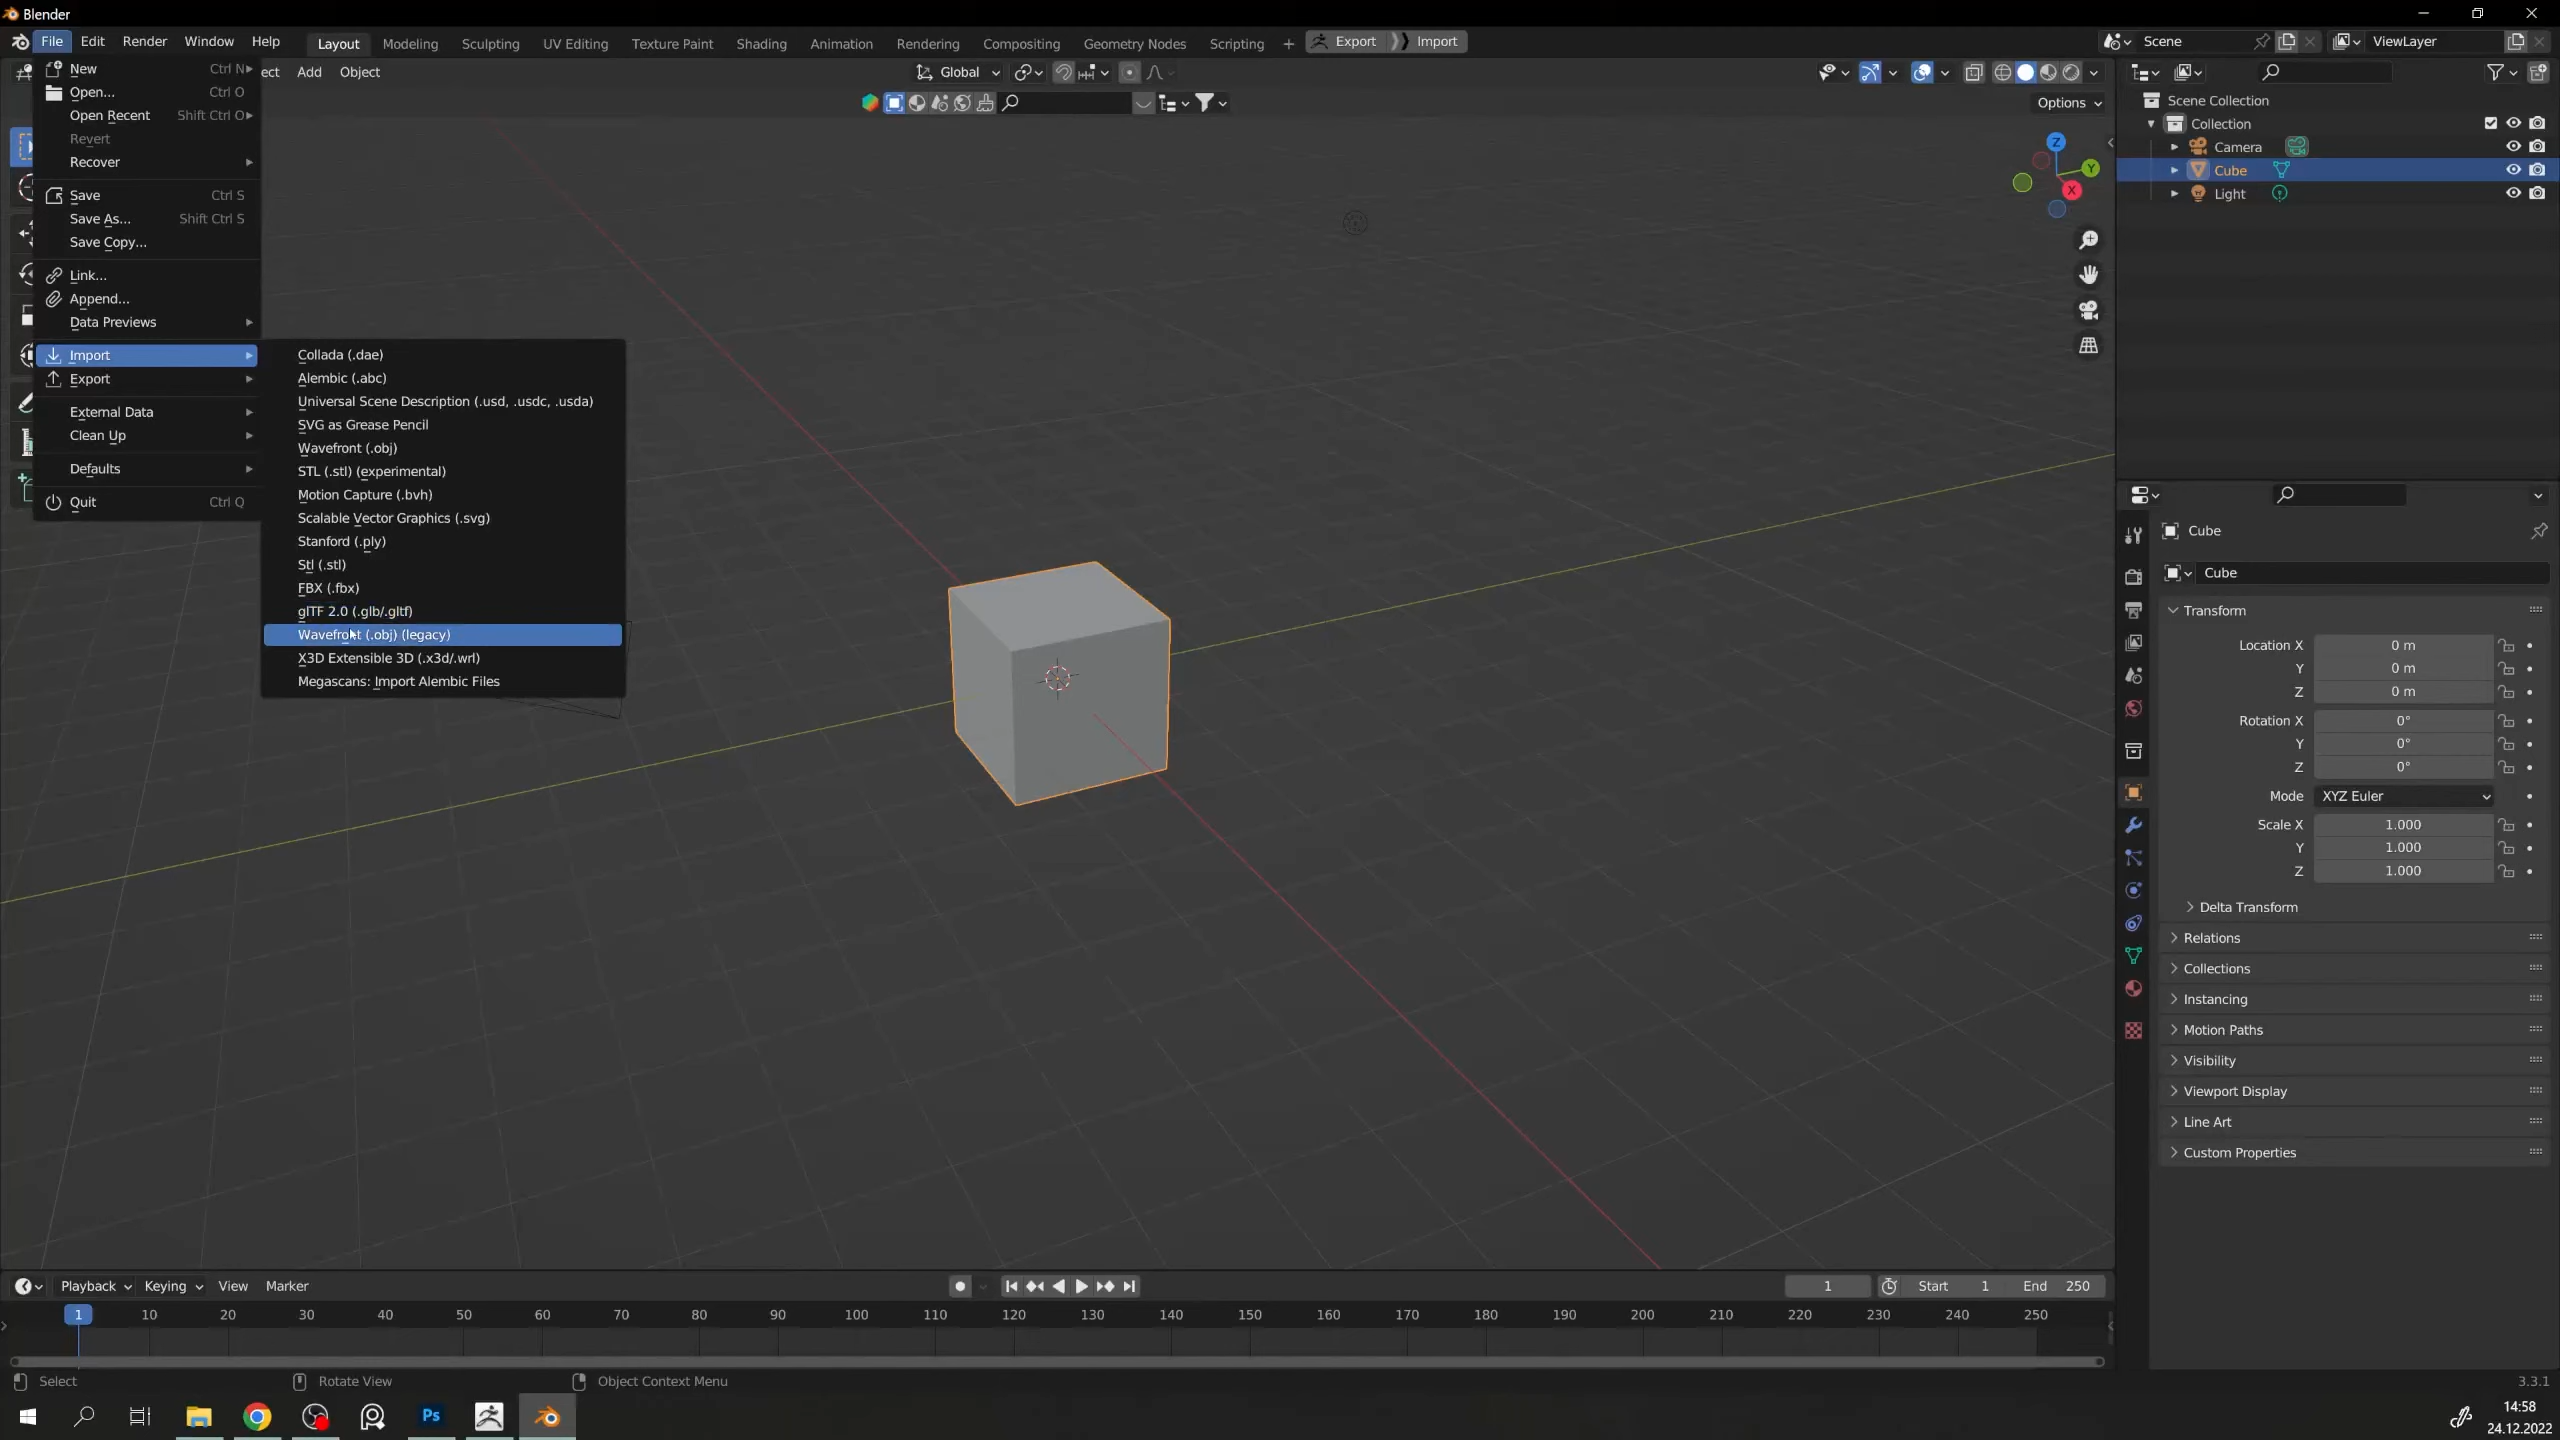 Blender
File Edit Render Window Help Layout Modeling Sculpting UV Editing Texture Paint Shading Animation Rendering Compositing Geometry Nodes Scripting + Export Import Scene ViewLayer
ect Add Object Global
Options
New Ctrl N
Open... Ctrl O
Open Recent Shift Ctrl O
Revert
Recover
Save Ctrl S
Save As... Shift Ctrl S
Save Copy...
Link...
Append...
Data Previews
Import
Export
External Data
Clean Up
Defaults
Quit Ctrl Q
Collada (.dae)
Alembic (.abc)
Universal Scene Description (.usd, .usdc, .usda)
SVG as Grease Pencil
Wavefront (.obj)
STL (.stl) (experimental)
Motion Capture (.bvh)
Scalable Vector Graphics (.svg)
Stanford (.ply)
Stl (.stl)
FBX (.fbx)
glTF 2.0 (.glb/.gltf)
Wavefront (.obj) (legacy)
X3D Extensible 3D (.x3d/.wrl)
Megascans: Import Alembic Files
Z
Y
X
Scene Collection
Collection
Camera
Cube
Light
Cube
Cube
Transform
Location X 0 m
Y 0 m
Z 0 m
Rotation X 0°
Y 0°
Z 0°
Mode XYZ Euler
Scale X 1.000
Y 1.000
Z 1.000
Delta Transform
Relations
Collections
Instancing
Motion Paths
Visibility
Viewport Display
Line Art
Custom Properties
Playback Keying View Marker 1 Start 1 End 250
1 10 20 30 40 50 60 70 80 90 100 110 120 130 140 150 160 170 180 190 200 210 220 230 240 250
Select Rotate View Object Context Menu 3.3.1
Ps
14:58
24.12.2022